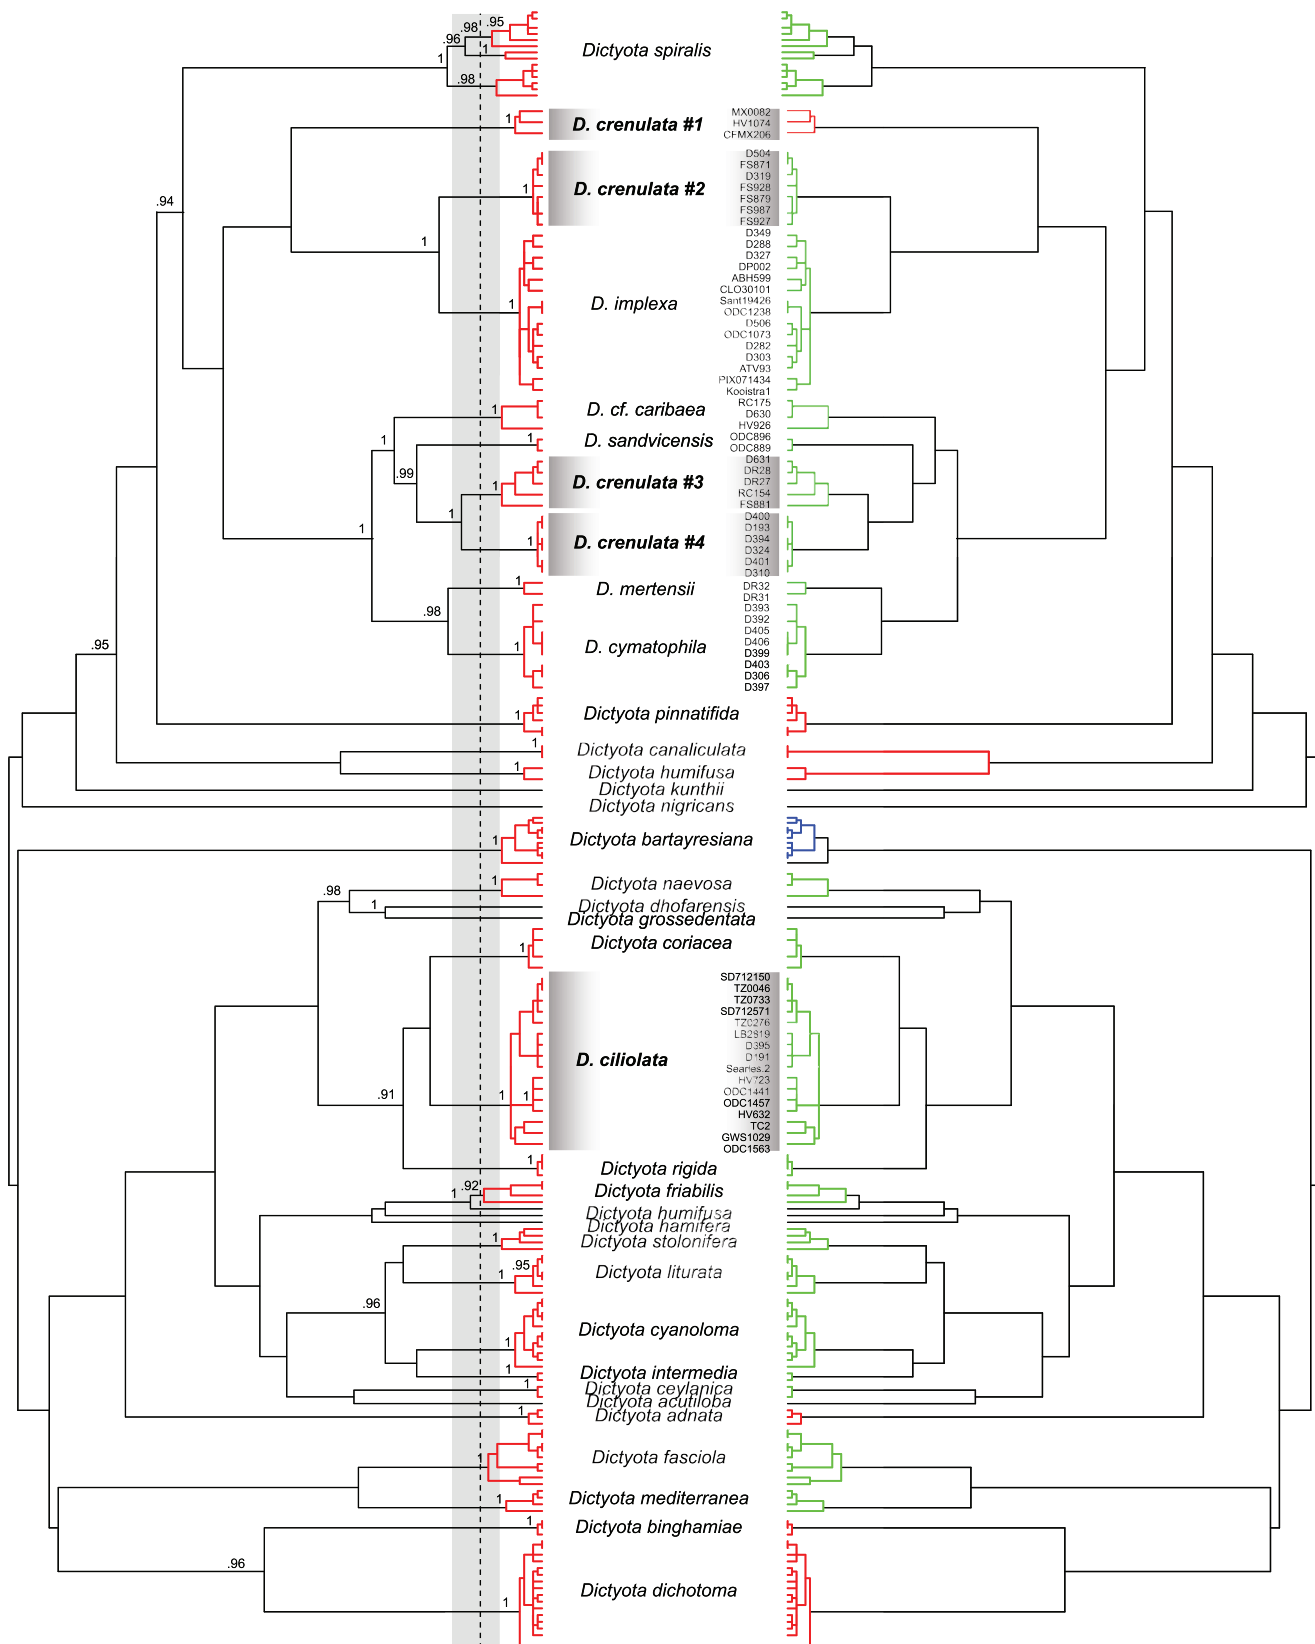 .95
.98
.96
1
1
.98
Dictyota spiralis
1
D. crenulata #1
MX0082
HV1074
CFMX206
.94
1
1
D. crenulata #2
D504
FS871
D319
FS928
FS879
FS987
FS927
1
D. implexa
D349
D288
D327
DP002
ABH599
CLO30101
Sant19426
ODC1238
D506
ODC1073
D282
D303
ATV93
PIX071434
Kooistra1
1
1
D. cf. caribaea
RC175
D630
HV926
.99
1
D. sandvicensis
ODC896
ODC889
1
D. crenulata #3
D631
DR28
DR27
RC154
FS881
1
1
1
D. crenulata #4
D400
D193
D394
D324
D401
D310
1
D. mertensii
DR32
DR31
.98
1
D. cymatophila
D393
D392
D405
D406
D399
D403
D306
D397
.95
1
Dictyota pinnatifida
1
Dictyota canaliculata
1
Dictyota humifusa
Dictyota kunthii
Dictyota nigricans
1
Dictyota bartayresiana
.98
1
Dictyota naevosa
1
Dictyota dhofarensis
Dictyota grossedentata
1
Dictyota coriacea
.91
1
1
D. ciliolata
SD712150
TZ0046
TZ0733
SD712571
TZ0276
LB2819
D395
D191
Searles.2
HV723
ODC1441
ODC1457
HV632
TC2
GWS1029
ODC1563
1
Dictyota rigida
.92
1
Dictyota friabilis
Dictyota humifusa
Dictyota hamifera
1
Dictyota stolonifera
.95
1
Dictyota liturata
.96
1
Dictyota cyanoloma
1
Dictyota intermedia
1
Dictyota ceylanica
Dictyota acutiloba
1
Dictyota adnata
1
Dictyota fasciola
1
Dictyota mediterranea
1
Dictyota binghamiae
.96
1
Dictyota dichotoma